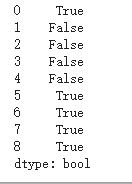 0     True
1    False
2    False
3    False
4    False
5     True
6     True
7     True
8     True
dtype: bool